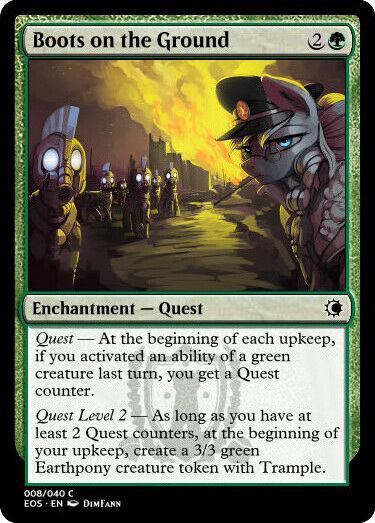 Boots on the Ground 2
Enchantment — Quest
Quest — At the beginning of each upkeep,
if you activated an ability of a green
creature last turn, you get a Quest
counter.
Quest Level 2 — As long as you have at
least 2 Quest counters, at the beginning of
your upkeep, create a 3/3 green
Earthpony creature token with Trample.
008/040 C
EOS • EN DimFann